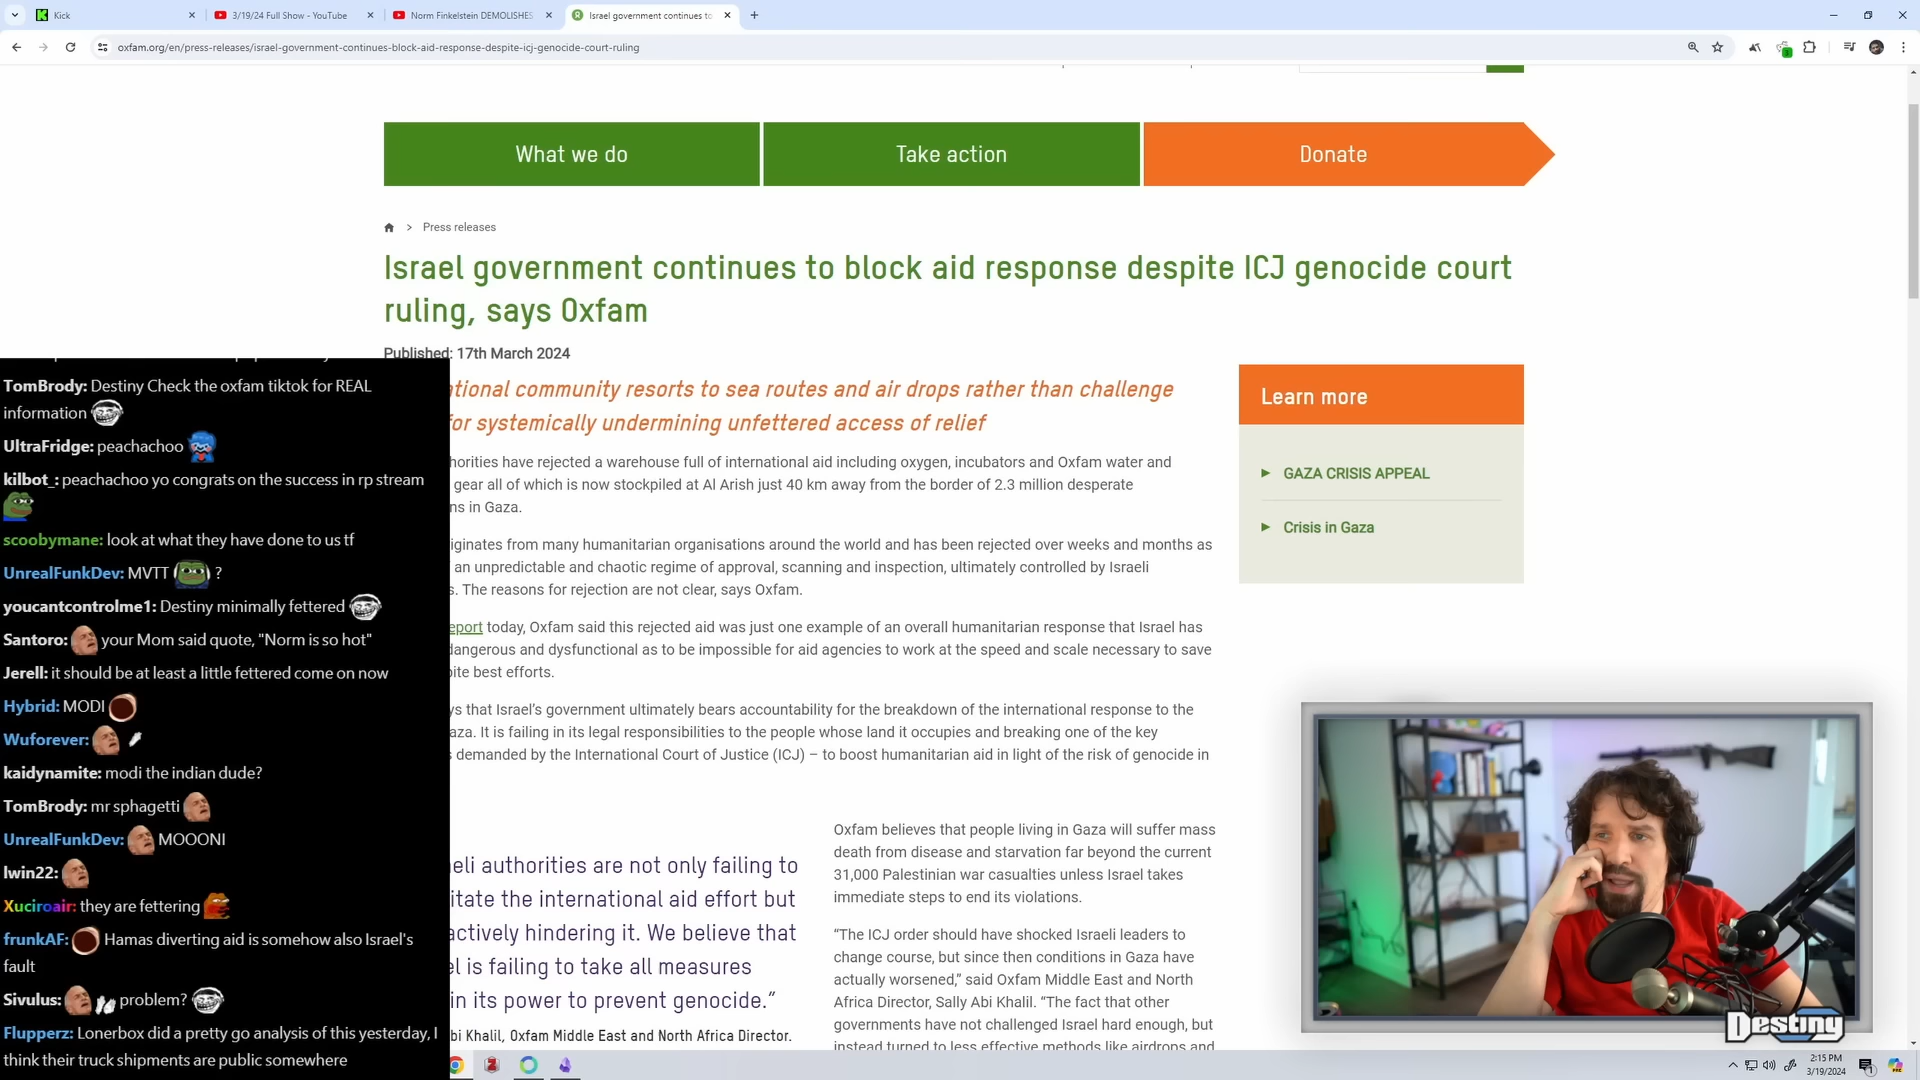 Kick
3/19/24 Full Show - YouTube
Norm Finkelstein DEMOLISHES
Israel government continues to
oxfam.org/en/press-releases/israel-government-continues-block-aid-response-despite-icj-genocide-court-ruling
What we do
Take action
Donate
Press releases
Israel government continues to block aid response despite ICJ genocide court
ruling, says Oxfam
Published: 17th March 2024
ational community resorts to sea routes and air drops rather than challenge
for systemically undermining unfettered access of relief
Learn more
GAZA CRISIS APPEAL
Crisis in Gaza
horities have rejected a warehouse full of international aid including oxygen, incubators and Oxfam water and
gear all of which is now stockpiled at Al Arish just 40 km away from the border of 2.3 million desperate
ns in Gaza.
iginates from many humanitarian organisations around the world and has been rejected over weeks and months as
an unpredictable and chaotic regime of approval, scanning and inspection, ultimately controlled by Israeli
s. The reasons for rejection are not clear, says Oxfam.
eport today, Oxfam said this rejected aid was just one example of an overall humanitarian response that Israel has
dangerous and dysfunctional as to be impossible for aid agencies to work at the speed and scale necessary to save
pite best efforts.
ys that Israel's government ultimately bears accountability for the breakdown of the international response to the
aza. It is failing in its legal responsibilities to the people whose land it occupies and breaking one of the key
s demanded by the International Court of Justice (ICJ) – to boost humanitarian aid in light of the risk of genocide in
eli authorities are not only failing to
itate the international aid effort but
actively hindering it. We believe that
el is failing to take all measures
in its power to prevent genocide."
bi Khalil, Oxfam Middle East and North Africa Director.
Oxfam believes that people living in Gaza will suffer mass
death from disease and starvation far beyond the current
31,000 Palestinian war casualties unless Israel takes
immediate steps to end its violations.
"The ICJ order should have shocked Israeli leaders to
change course, but since then conditions in Gaza have
actually worsened," said Oxfam Middle East and North
Africa Director, Sally Abi Khalil. "The fact that other
governments have not challenged Israel hard enough, but
instead turned to less effective methods like airdrops and
TomBrody: Destiny Check the oxfam tiktok for REAL
information
UltraFridge: peachachoo
kilbot_: peachachoo yo congrats on the success in rp stream
scoobymane: look at what they have done to us tf
UnrealFunkDev: MVTT ?
youcantcontrolme1: Destiny minimally fettered
Santoro: your Mom said quote, "Norm is so hot"
Jerell: it should be at least a little fettered come on now
Hybrid: MODI
Wuforever:
kaidynamite: modi the indian dude?
TomBrody: mr sphagetti
UnrealFunkDev: MOOONI
lwin22:
Xuciroair: they are fettering
frunkAF: Hamas diverting aid is somehow also Israel's
fault
Sivulus: problem?
Flupperz: Lonerbox did a pretty go analysis of this yesterday, I
think their truck shipments are public somewhere
Destiny
2:15 PM
3/19/2024